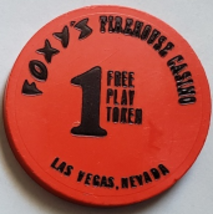 FOXY'S FIREHOUSE CASINO
1
FREE
PLAY
TOKEN
LAS VEGAS, NEVADA